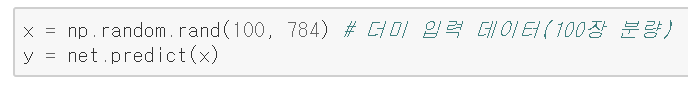 x = np.random.rand(100, 784) # 더미 입력 데이터(100장 분량)
y = net.predict(x)